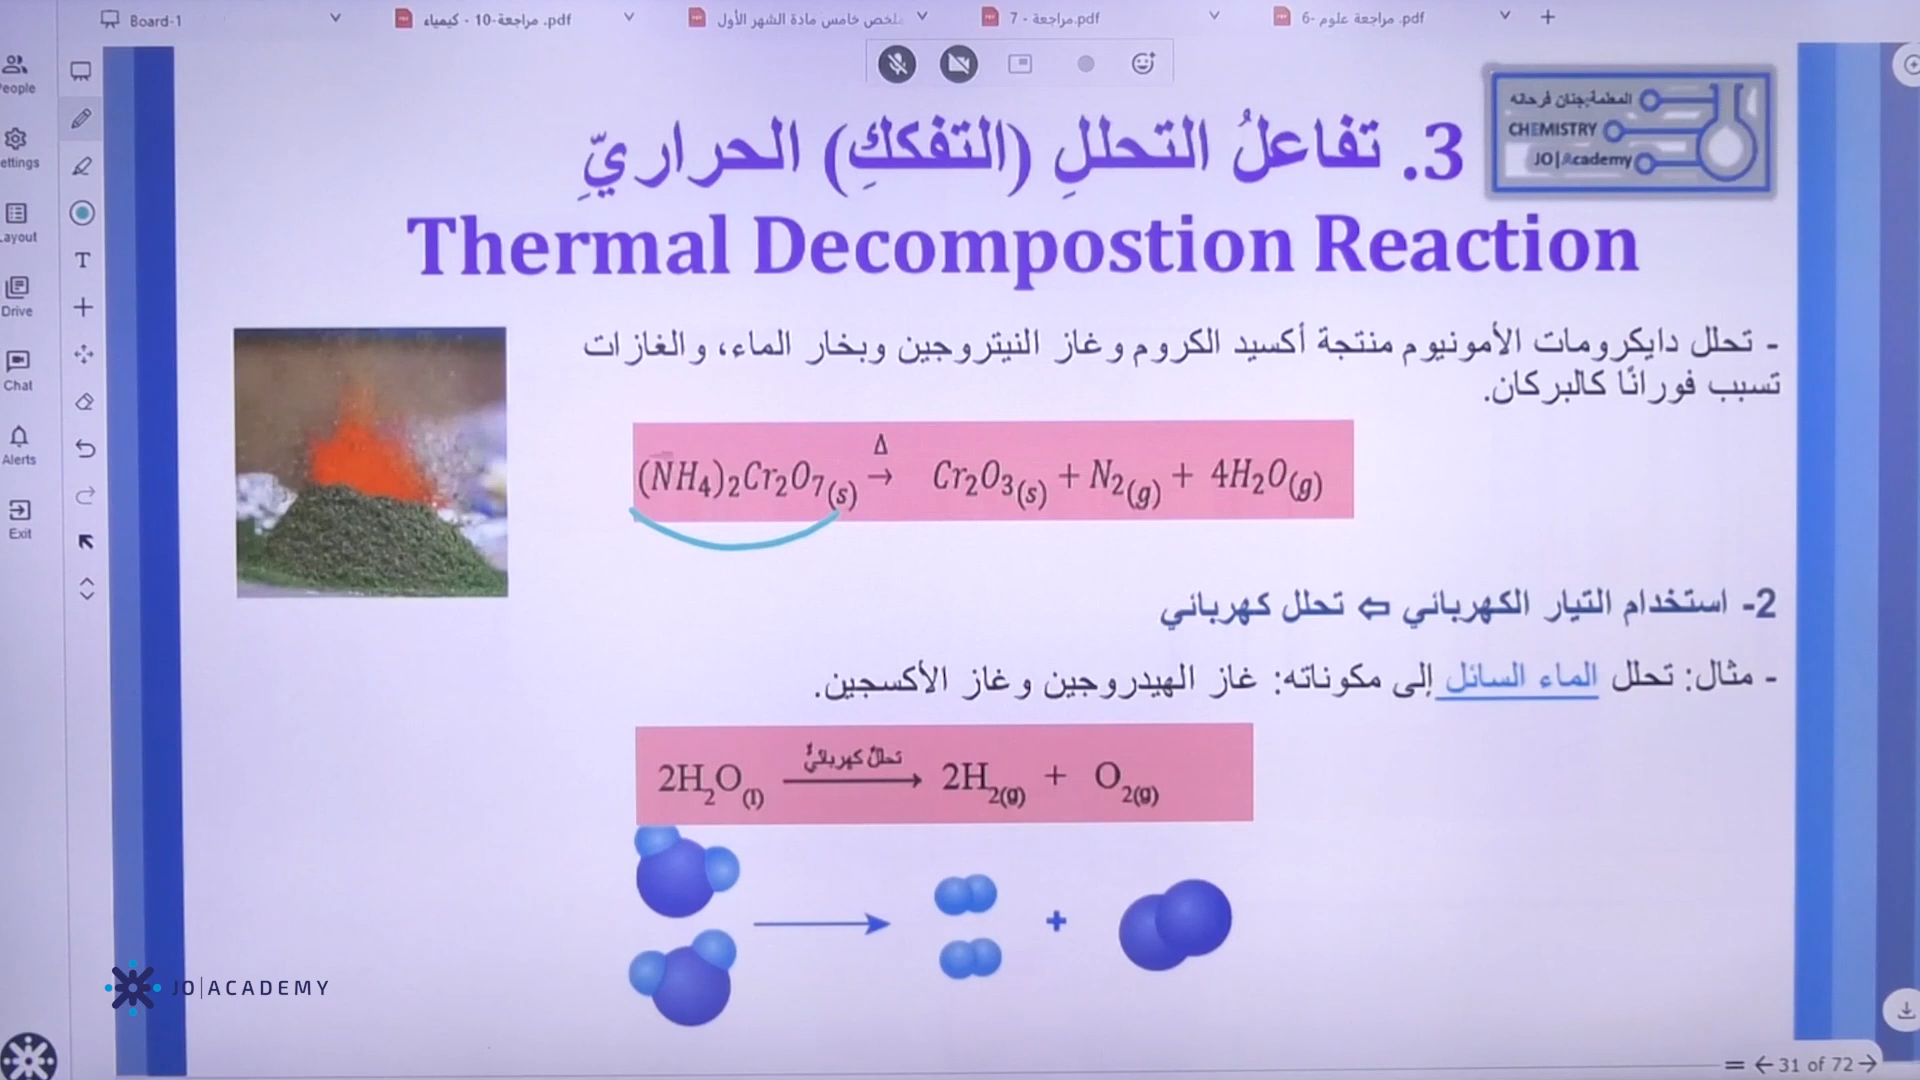 Board-1
مراجعة-10 - كيمياء .pdf
ملخص خامس مادة الشهر الأول
7 - مراجعة.pdf
6- مراجعة علوم .pdf
eople
ettings
Layout
Drive
Chat
Alerts
Exit
T
المعلمة:جنان فرحانه
CHEMISTRY
JO|Academy
3. تفاعلُ التحللِ (التفككِ) الحراريِّ
Thermal Decompostion Reaction
- تحلل دايكرومات الأمونيوم منتجة أكسيد الكروم وغاز النيتروجين وبخار الماء، والغازات
تسبب فورانًا كالبركان.
(NH₄)₂Cr₂O₇(s) Δ→ Cr₂O₃(s) + N₂(g) + 4H₂O(g)
2- استخدام التيار الكهربائي ⇦ تحلل كهربائي
- مثال: تحلل الماء السائل إلى مكوناته: غاز الهيدروجين وغاز الأكسجين.
تحللٌ كهربائيٌّ
2H₂O(l) → 2H₂(g) + O₂(g)
+
JO|ACADEMY
31 of 72